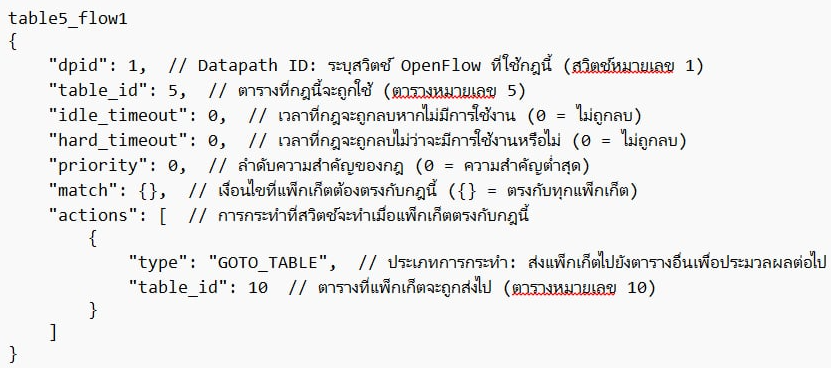 table5_flow1
{
"dpid": 1, // Datapath ID: ระบุสวิตช์ OpenFlow ที่ใช้กฎนี้ (สวิตช์หมายเลข 1)
"table_id": 5, // ตารางที่กฎนี้จะถูกใช้ (ตารางหมายเลข 5)
"idle_timeout": 0, // เวลาที่กฎจะถูกลบหากไม่มีการใช้งาน (0 = ไม่ถูกลบ)
"hard_timeout": 0, // เวลาที่กฎจะถูกลบไม่ว่าจะมีการใช้งานหรือไม่ (0 = ไม่ถูกลบ)
"priority": 0, // ลำดับความสำคัญของกฎ (0 = ความสำคัญต่ำสุด)
"match": {}, // เงื่อนไขที่แพ็กเก็ตต้องตรงกับกฎนี้ ({} = ตรงกับทุกแพ็กเก็ต)
"actions": [ // การกระทำที่สวิตช์จะทำเมื่อแพ็กเก็ตตรงกับกฎนี้
{
"type": "GOTO_TABLE", // ประเภทการกระทำ: ส่งแพ็กเก็ตไปยังตารางอื่นเพื่อประมวลผลต่อไป
"table_id": 10 // ตารางที่แพ็กเก็ตจะถูกส่งไป (ตารางหมายเลข 10)
}
]
}